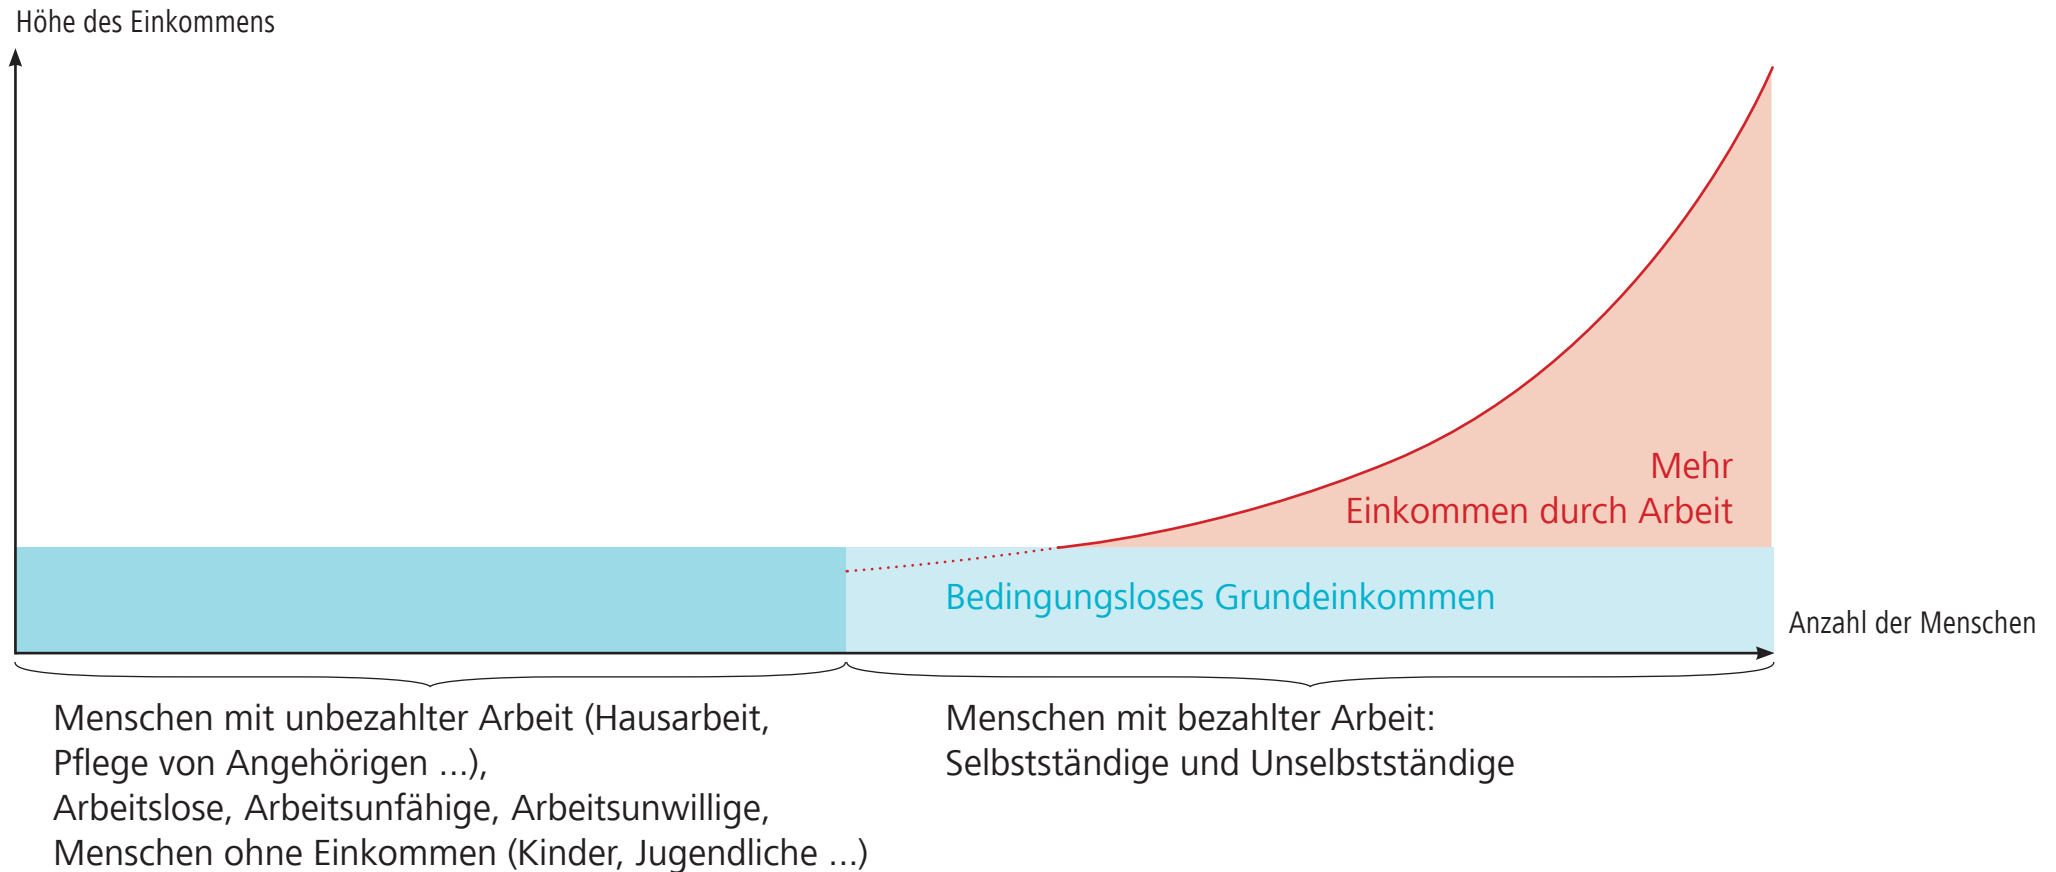 Höhe des Einkommens
Mehr
Einkommen durch Arbeit
Bedingungsloses Grundeinkommen
Anzahl der Menschen
Menschen mit unbezahlter Arbeit (Hausarbeit,
Pflege von Angehörigen ...),
Arbeitslose, Arbeitsunfähige, Arbeitsunwillige,
Menschen ohne Einkommen (Kinder, Jugendliche ...)
Menschen mit bezahlter Arbeit:
Selbstständige und Unselbstständige